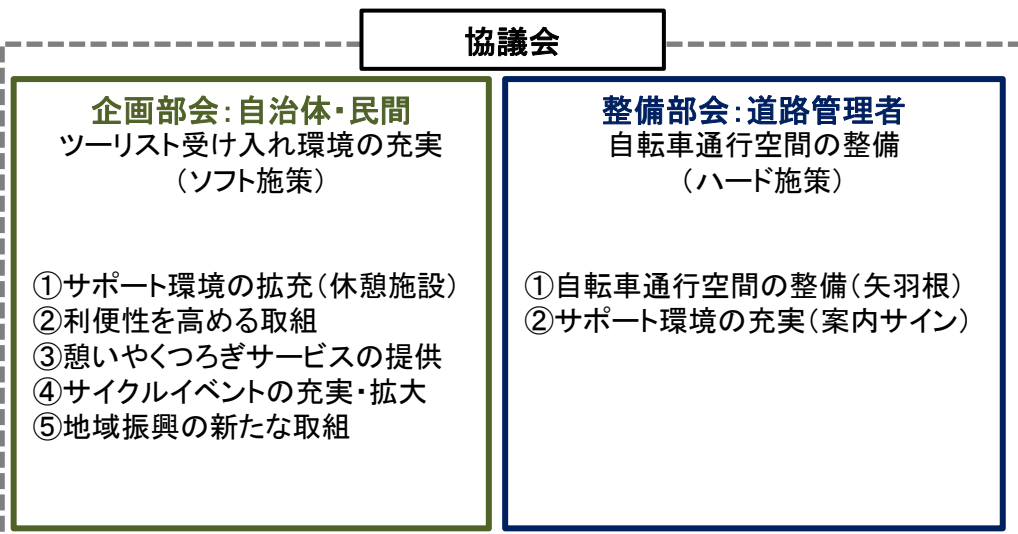 協議会
企画部会:自治体・民間
ツーリスト受け入れ環境の充実
(ソフト施策)
①サポート環境の拡充(休憩施設)
②利便性を高める取組
③憩いやくつろぎサービスの提供
④サイクルイベントの充実・拡大
⑤地域振興の新たな取組
整備部会:道路管理者
自転車通行空間の整備
(ハード施策)
①自転車通行空間の整備(矢羽根)
②サポート環境の充実(案内サイン)